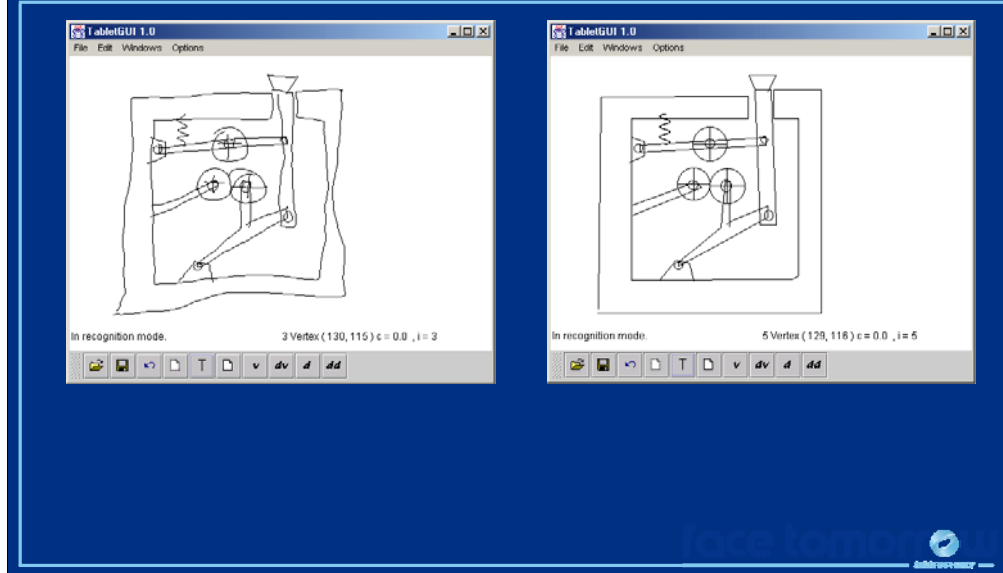 TabletGUI 1.0
File Edit Windows Options
In recognition mode. 3 Vertex ( 130, 115 ) c = 0.0 , i = 3
T v dv d dd
TabletGUI 1.0
File Edit Windows Options
In recognition mode. 5 Vertex ( 129, 116 ) c = 0.0 , i = 5
T v dv d dd
face tomorrow